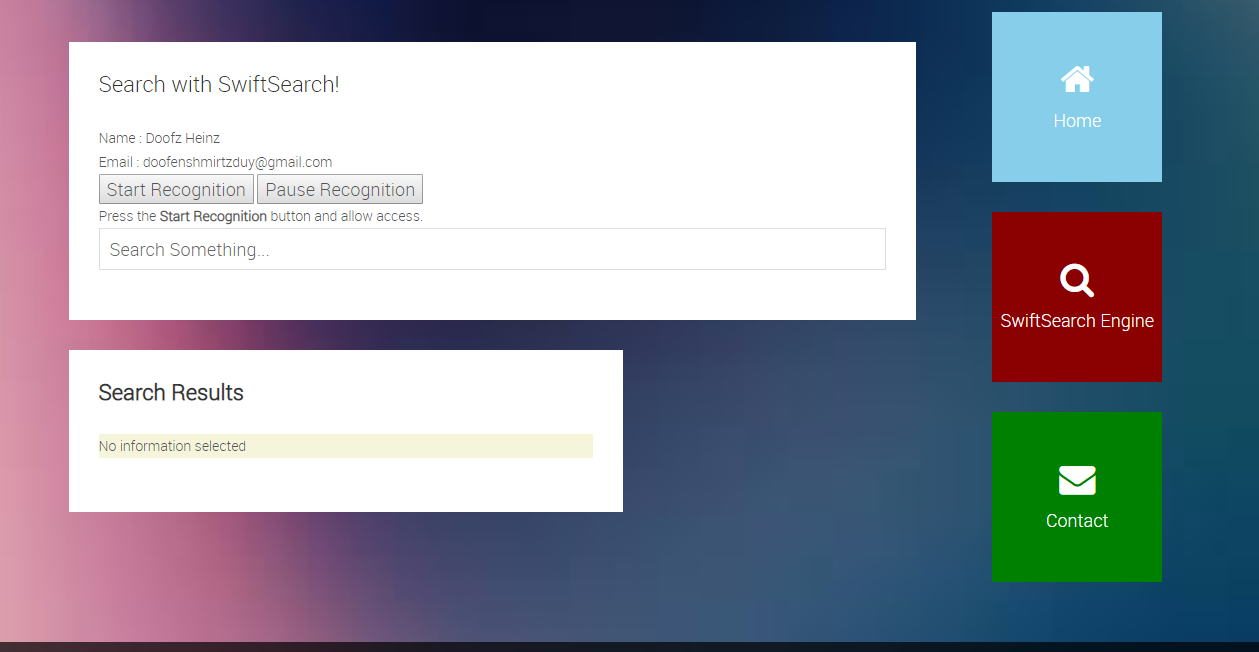 Search with SwiftSearch!
Name : Doofz Heinz
Email : doofenshmirtzduy@gmail.com
Start Recognition Pause Recognition
Press the Start Recognition button and allow access.
Search Something...
Search Results
No information selected
Home
SwiftSearch Engine
Contact